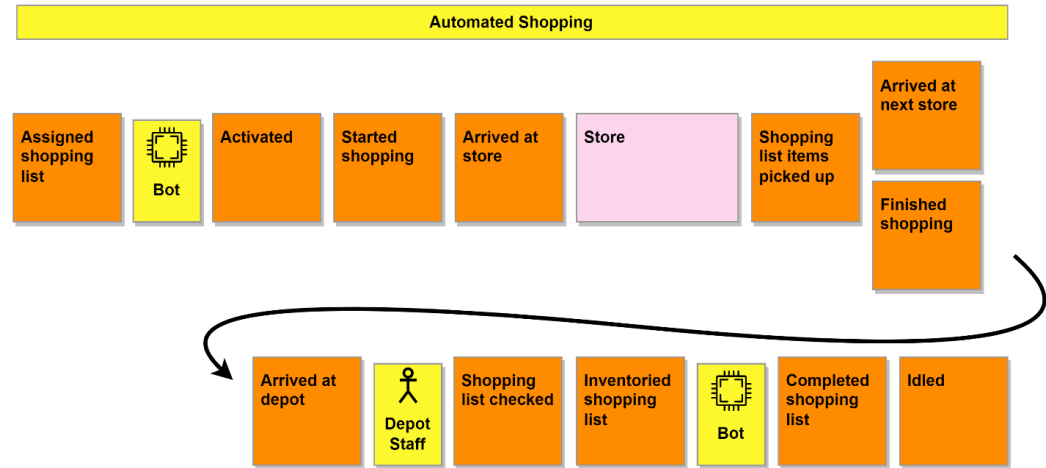 Automated Shopping
Assigned
shopping
list
Bot
Activated
Started
shopping
Arrived at
store
Store
Shopping
list items
picked up
Arrived at
next store
Finished
shopping
Arrived at
depot
Depot
Staff
Shopping
list checked
Inventoried
shopping
list
Bot
Completed
shopping
list
Idled